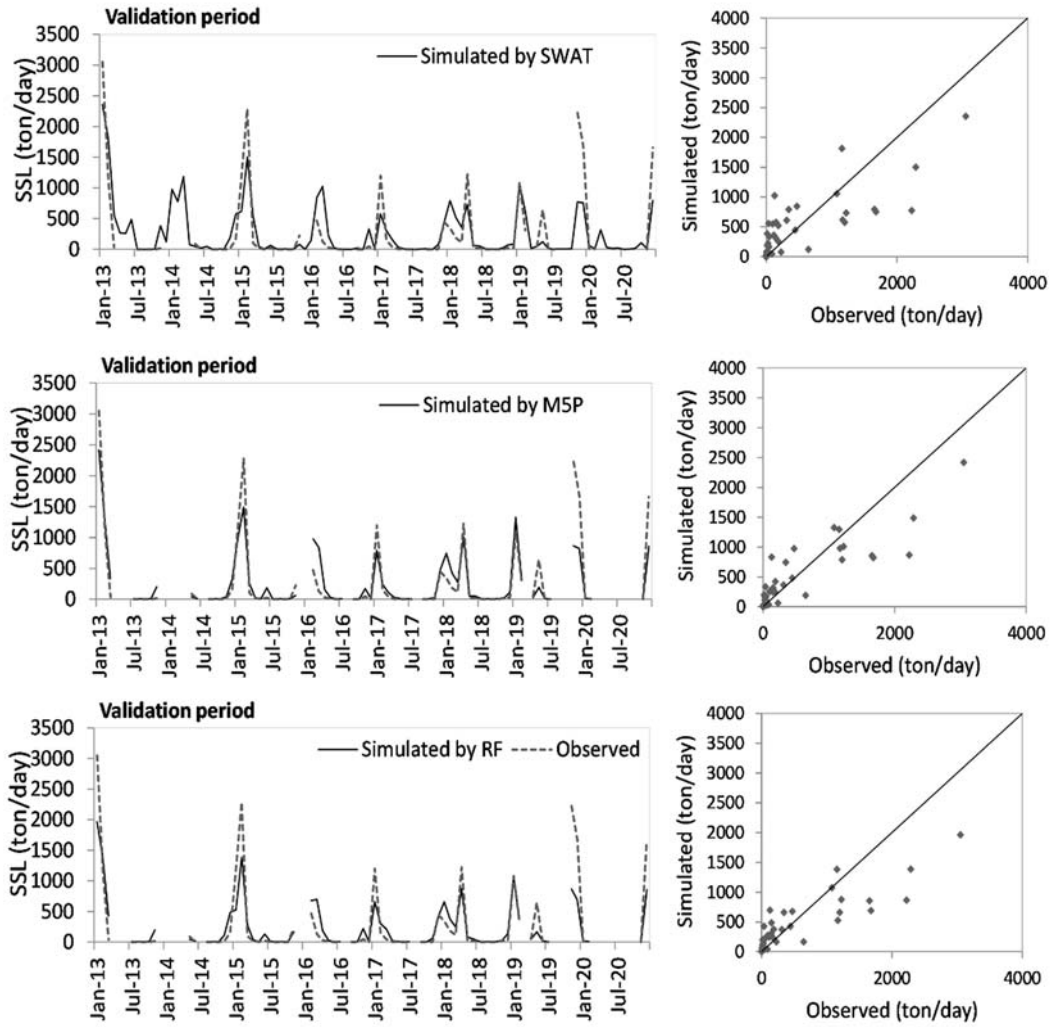 Validation period
SSL (ton/day)
3500
3000
2500
2000
1500
1000
500
0
Simulated by SWAT
Jan-13
Jul-13
Jan-14
Jul-14
Jan-15
Jul-15
Jan-16
Jul-16
Jan-17
Jul-17
Jan-18
Jul-18
Jan-19
Jul-19
Jan-20
Jul-20
Simulated (ton/day)
4000
3500
3000
2500
2000
1500
1000
500
0
0
2000
4000
Observed (ton/day)
Validation period
SSL (ton/day)
3500
3000
2500
2000
1500
1000
500
0
Simulated by M5P
Jan-13
Jul-13
Jan-14
Jul-14
Jan-15
Jul-15
Jan-16
Jul-16
Jan-17
Jul-17
Jan-18
Jul-18
Jan-19
Jul-19
Jan-20
Jul-20
Simulated (ton/day)
4000
3500
3000
2500
2000
1500
1000
500
0
0
2000
4000
Observed (ton/day)
Validation period
SSL (ton/day)
3500
3000
2500
2000
1500
1000
500
0
Simulated by RF
Observed
Jan-13
Jul-13
Jan-14
Jul-14
Jan-15
Jul-15
Jan-16
Jul-16
Jan-17
Jul-17
Jan-18
Jul-18
Jan-19
Jul-19
Jan-20
Jul-20
Simulated (ton/day)
4000
3500
3000
2500
2000
1500
1000
500
0
0
2000
4000
Observed (ton/day)